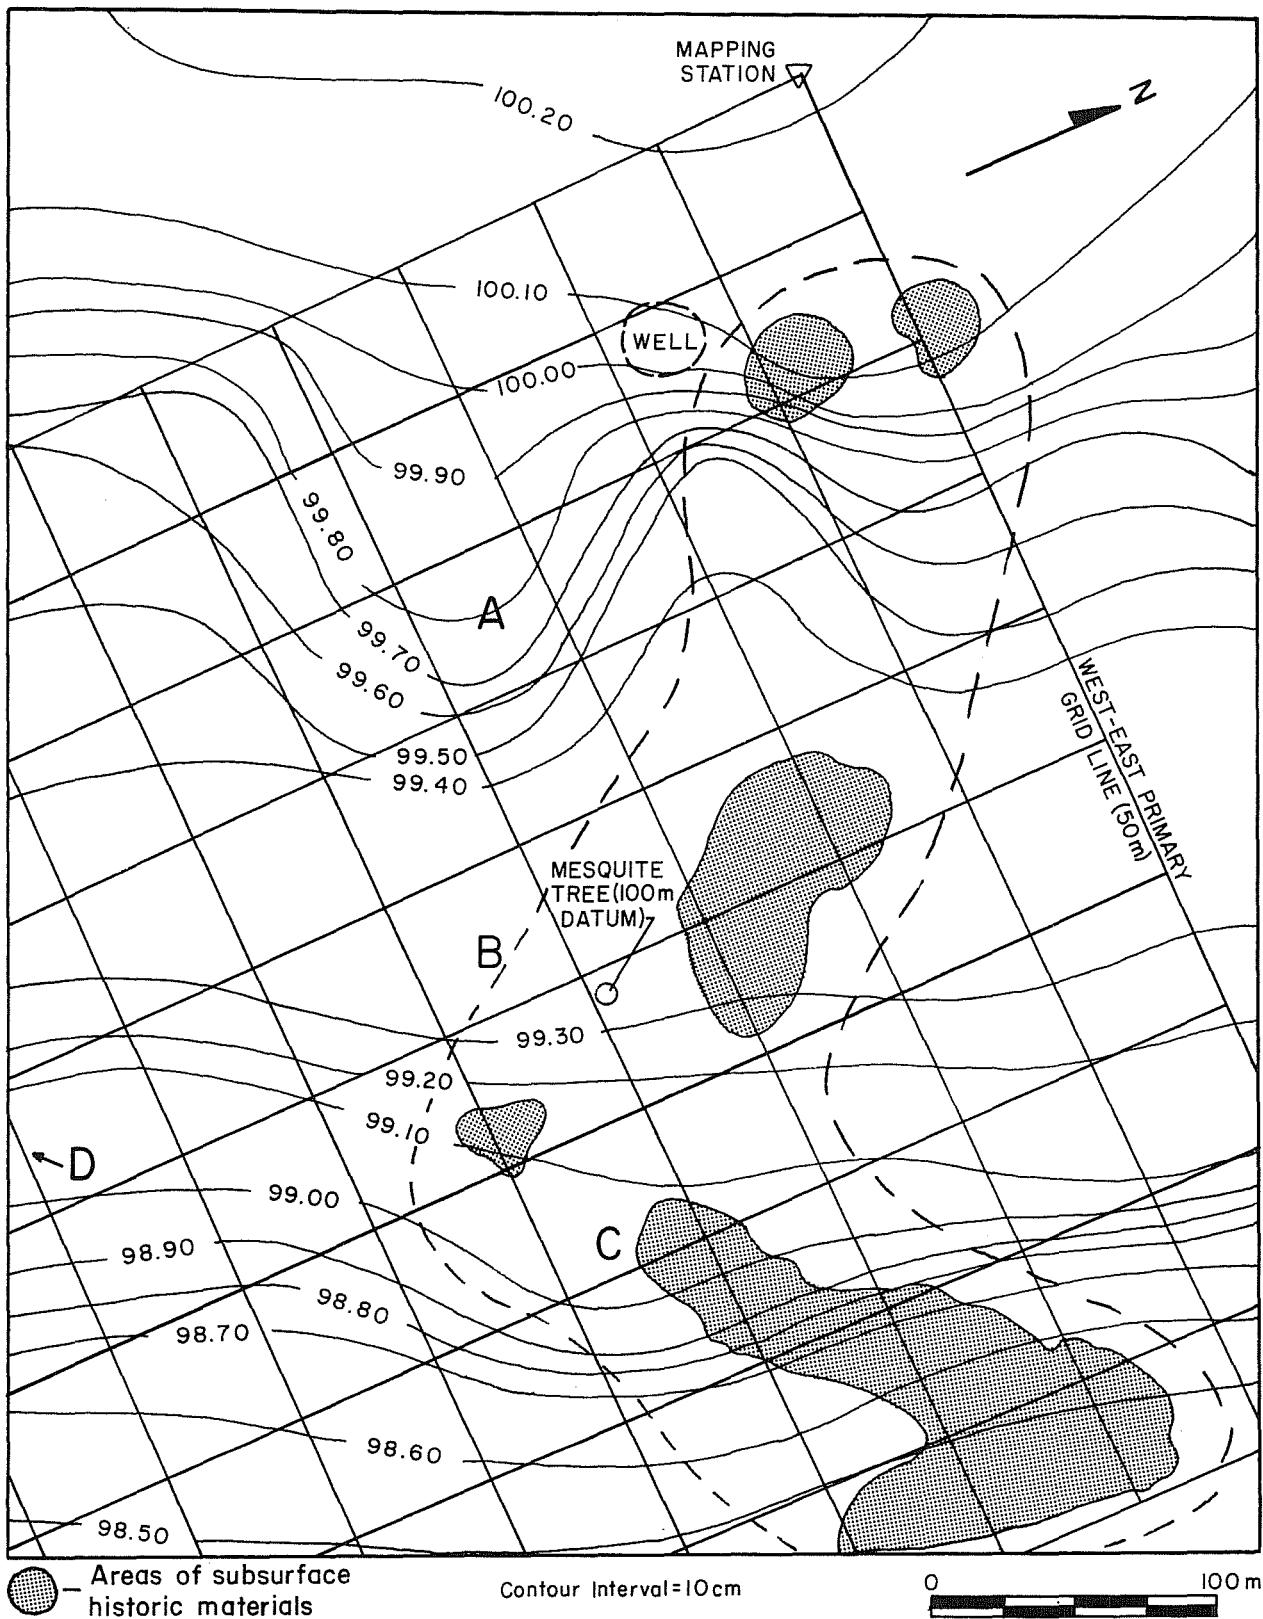 MAPPING
STATION
N
100.20
100.10
WELL
100.00
99.90
99.80
A
99.70
99.60
99.50
99.40
WEST-EAST PRIMARY
GRID LINE (50m)
MESQUITE
TREE(100m
DATUM)
B
99.30
99.20
99.10
D
99.00
C
98.90
98.80
98.70
98.60
98.50
Areas of subsurface
historic materials
Contour Interval=10cm
0 100m